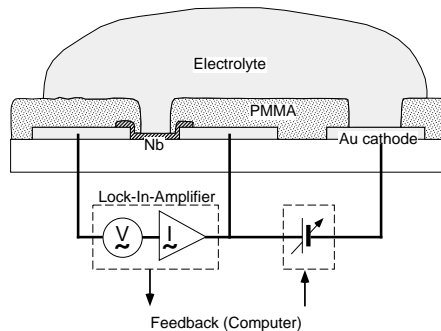 Electrolyte
PMMA
Nb
Au cathode
Lock-In-Amplifier
V
I
Feedback (Computer)